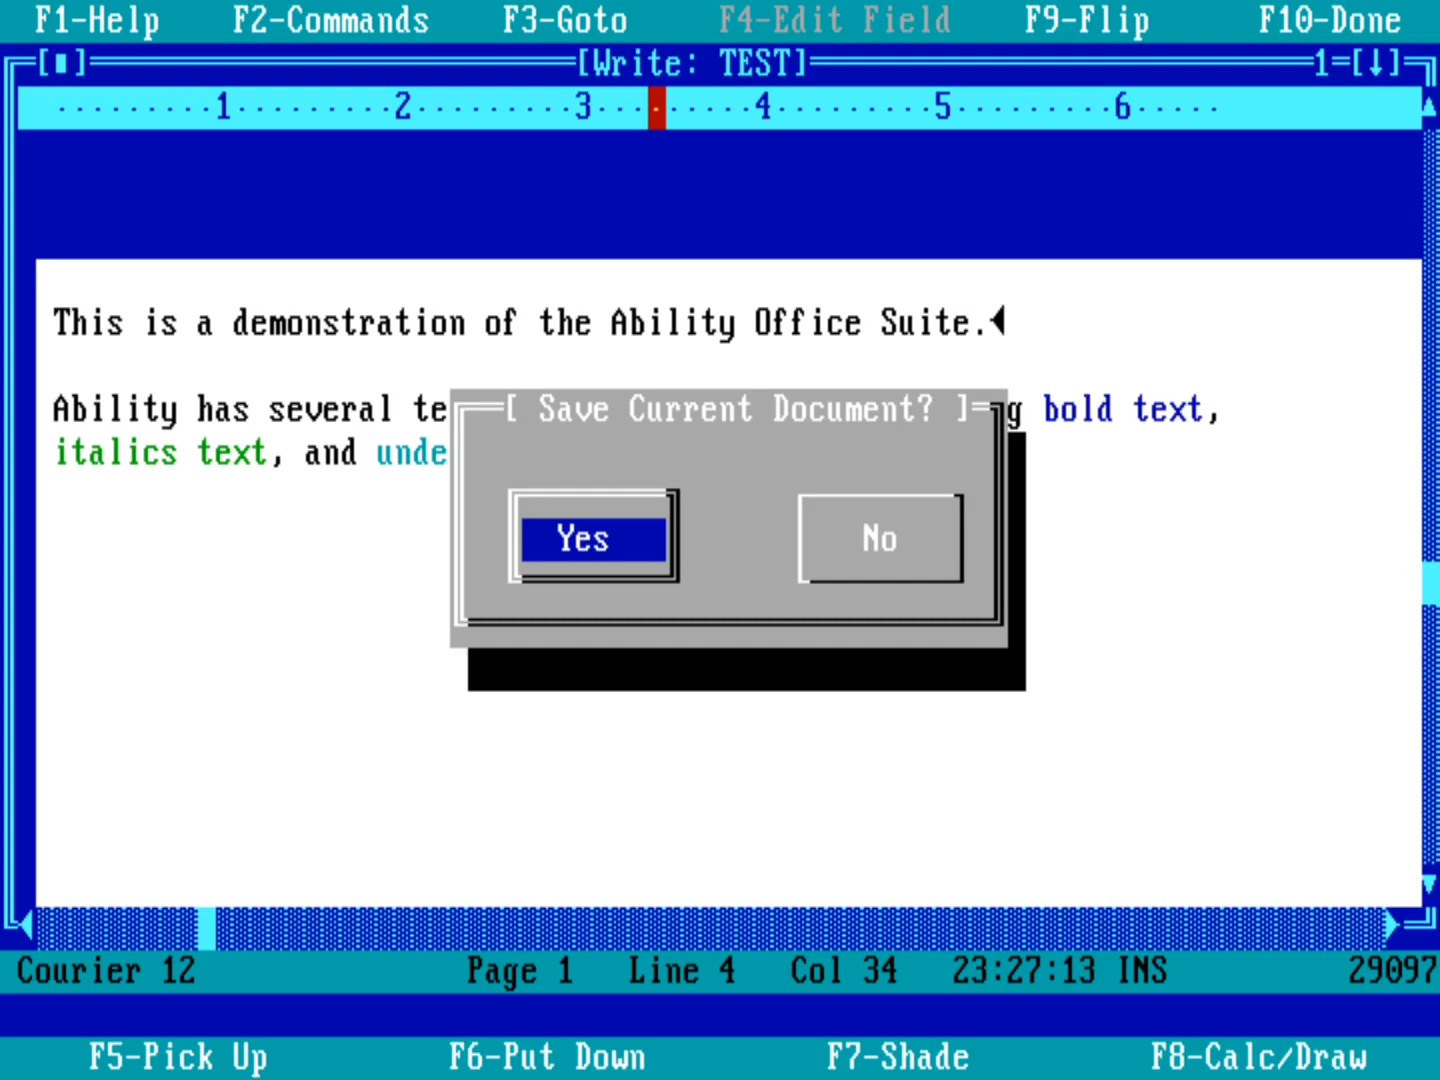 F1-Help F2-Commands F3-Goto F4-Edit Field F9-Flip F10-Done
[Write: TEST] 1=[↓]
1 2 3 4 5 6
This is a demonstration of the Ability Office Suite.
Ability has several te g bold text,
italics text, and unde
[ Save Current Document? ]
Yes No
Courier 12 Page 1 Line 4 Col 34 23:27:13 INS 29097
F5-Pick Up F6-Put Down F7-Shade F8-Calc/Draw